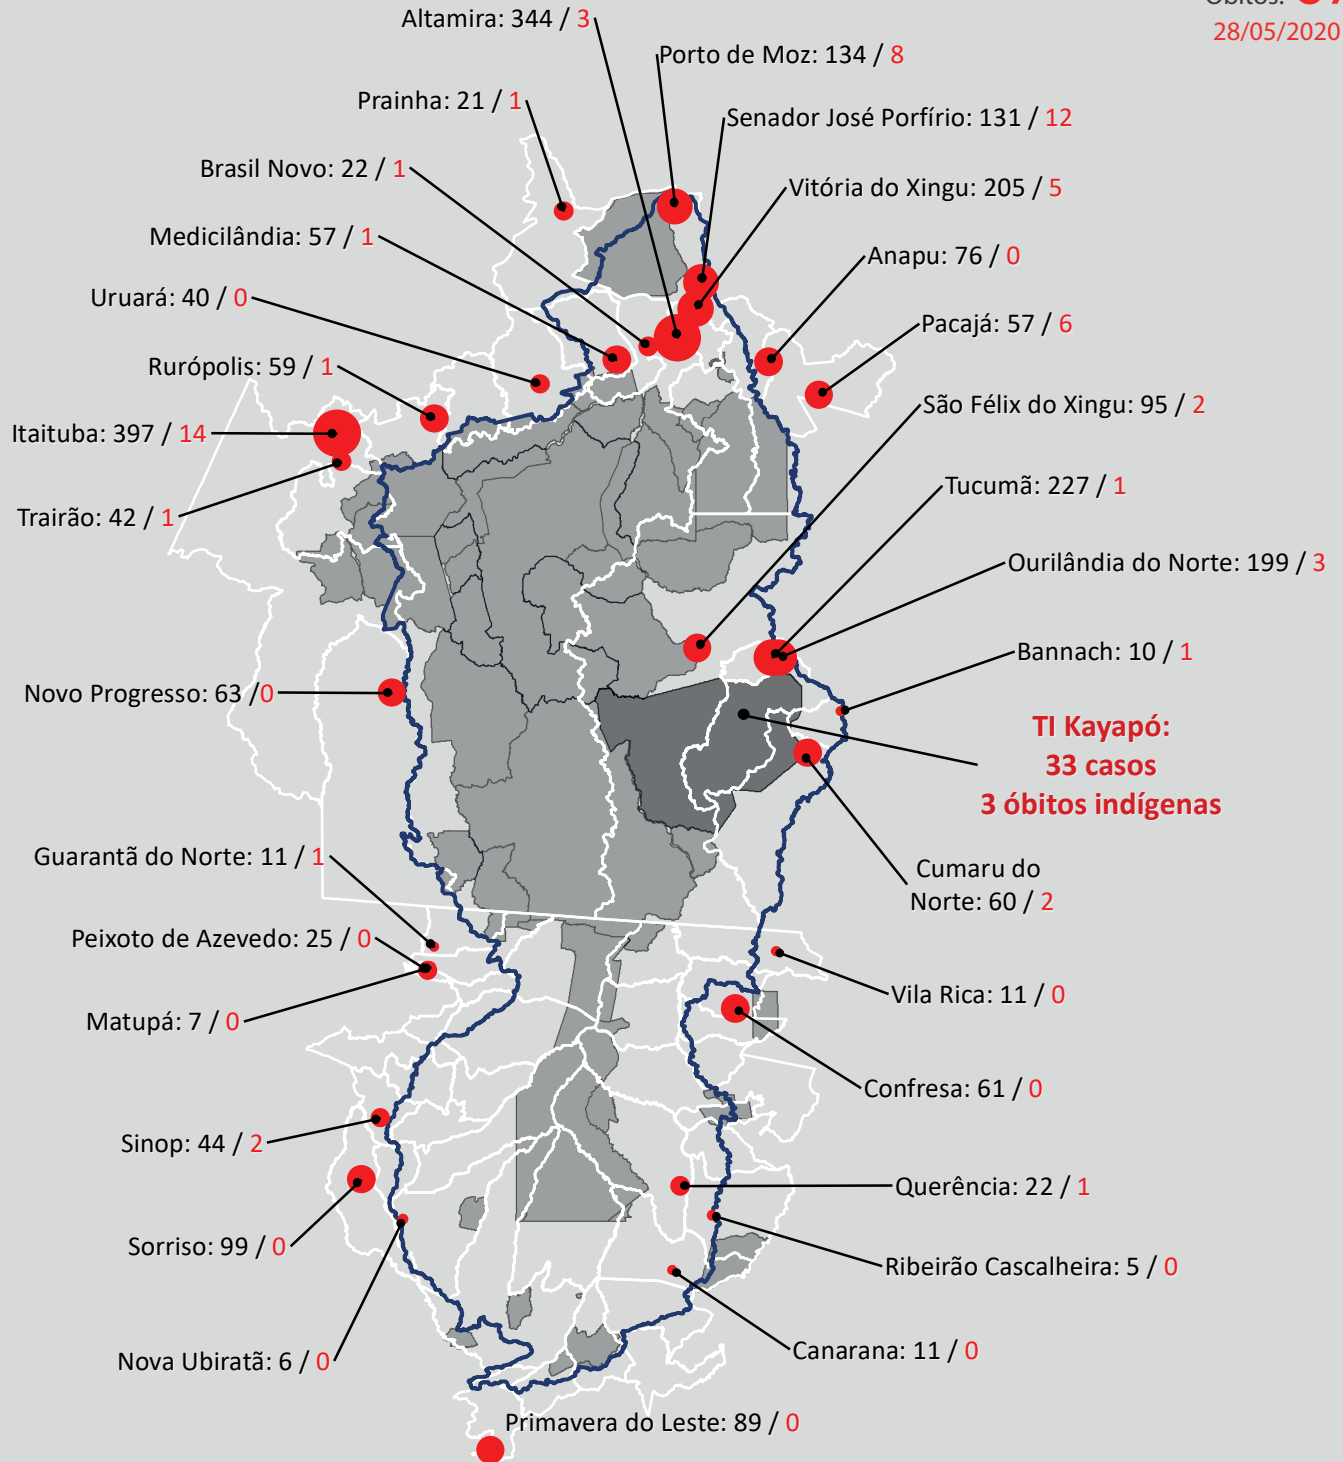 28/05/2020
Altamira: 344 / 3
Porto de Moz: 134 / 8
Prainha: 21 / 1
Senador José Porfírio: 131 / 12
Brasil Novo: 22 / 1
Vitória do Xingu: 205 / 5
Medicilândia: 57 / 1
Anapu: 76 / 0
Uruará: 40 / 0
Pacajá: 57 / 6
Rurópolis: 59 / 1
São Félix do Xingu: 95 / 2
Itaituba: 397 / 14
Tucumã: 227 / 1
Trairão: 42 / 1
Ourilândia do Norte: 199 / 3
Bannach: 10 / 1
Novo Progresso: 63 /0
TI Kayapó:
33 casos
3 óbitos indígenas
Guarantã do Norte: 11 / 1
Cumaru do
Norte: 60 / 2
Peixoto de Azevedo: 25 / 0
Vila Rica: 11 / 0
Matupá: 7 / 0
Confresa: 61 / 0
Sinop: 44 / 2
Querência: 22 / 1
Sorriso: 99 / 0
Ribeirão Cascalheira: 5 / 0
Nova Ubiratã: 6 / 0
Canarana: 11 / 0
Primavera do Leste: 89 / 0